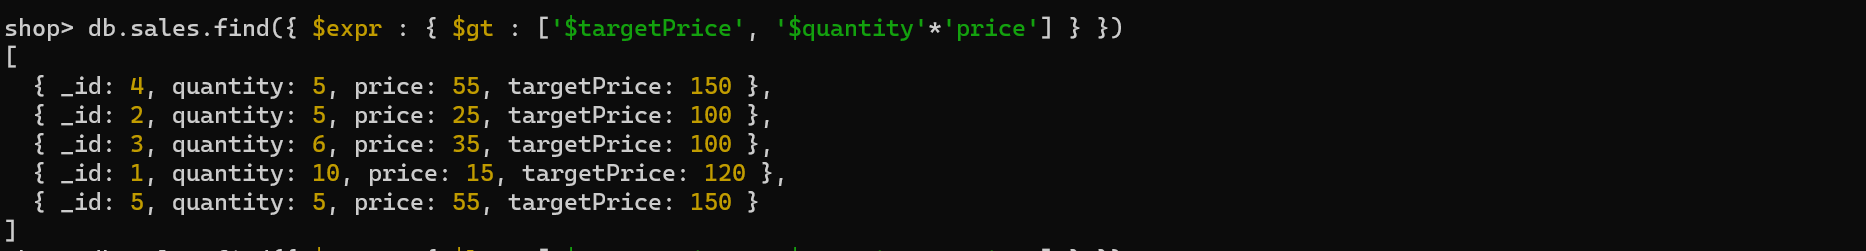 shop> db.sales.find({ $expr : { $gt : ['$targetPrice', '$quantity'*'price'] } })
[
  { _id: 4, quantity: 5, price: 55, targetPrice: 150 },
  { _id: 2, quantity: 5, price: 25, targetPrice: 100 },
  { _id: 3, quantity: 6, price: 35, targetPrice: 100 },
  { _id: 1, quantity: 10, price: 15, targetPrice: 120 },
  { _id: 5, quantity: 5, price: 55, targetPrice: 150 }
]